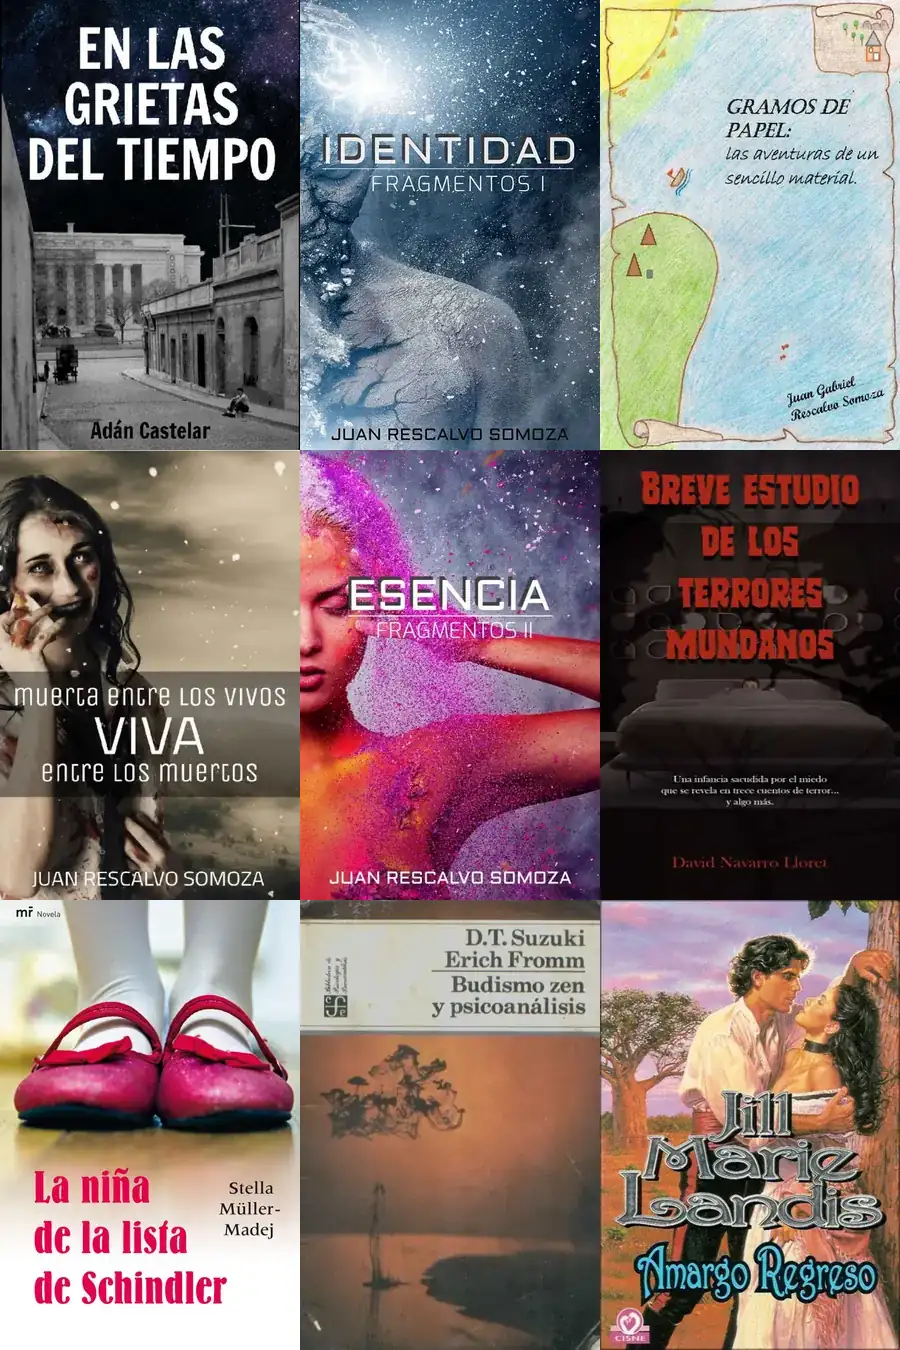 EN LAS
GRIETAS
DEL TIEMPO
Adán Castelar
IDENTIDAD
FRAGMENTOS I
JUAN RESCALVO SOMOZA
GRAMOS DE
PAPEL:
las aventuras de un
sencillo material.
Juan Gabriel
Rescalvo Somoza
muerta entre los vivos
VIVA
entre los muertos
JUAN RESCALVO SOMOZA
ESENCIA
FRAGMENTOS II
JUAN RESCALVO SOMOZA
BREVE ESTUDIO
DE LOS
TERRORES
MUNDANOS
Una infancia sacudida por el miedo
que se revela en trece cuentos de terror...
y algo más.
David Navarro Lloret
mr Novela
La niña
de la lista
de Schindler
Stella
Müller-
Madej
D.T. Suzuki
Erich Fromm
Budismo zen
y psicoanálisis
Jill
Marie
Landis
Amargo Regreso
CISNE